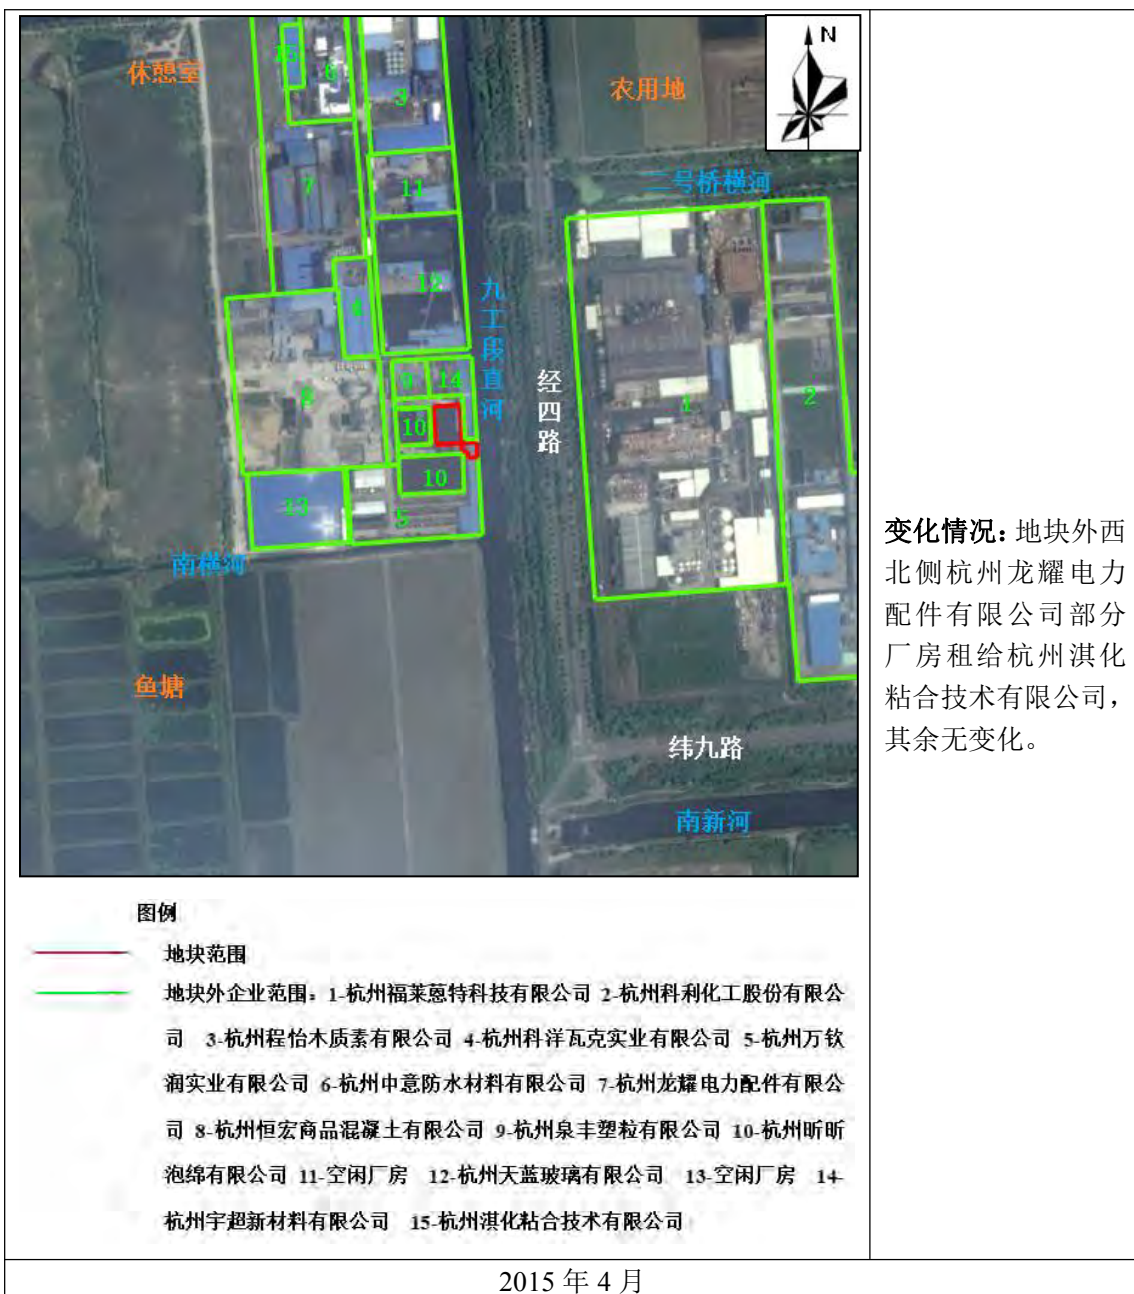 N
休憩室
15
6
3
农用地
二号桥横河
7
11
12
4
九工段直河
经四路
1
2
9
14
8
10
10
13
5
南横河
鱼塘
纬九路
南新河
变化情况：地块外西
北侧杭州龙耀电力
配件有限公司部分
厂房租给杭州淇化
粘合技术有限公司，
其余无变化。
图例
地块范围
地块外企业范围：1-杭州福莱蒽特科技有限公司 2-杭州科利化工股份有限公
司 3-杭州程怡木质素有限公司 4-杭州科洋瓦克实业有限公司 5-杭州万钦
润实业有限公司 6-杭州中意防水材料有限公司 7-杭州龙耀电力配件有限公
司 8-杭州恒宏商品混凝土有限公司 9-杭州泉丰塑粒有限公司 10-杭州昕昕
泡绵有限公司 11-空闲厂房 12-杭州天蓝玻璃有限公司 13-空闲厂房 14-
杭州宇超新材料有限公司 15-杭州淇化粘合技术有限公司
2015 年 4 月